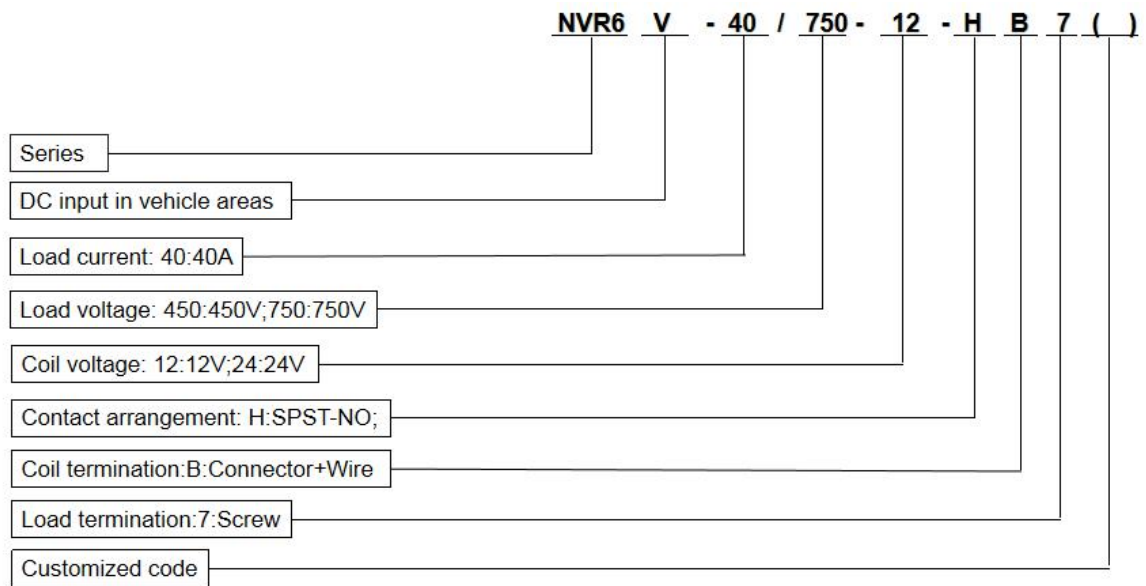 NVR6 V - 40 / 750 - 12 - H B 7 ( )
Series
DC input in vehicle areas
Load current: 40:40A
Load voltage: 450:450V;750:750V
Coil voltage: 12:12V;24:24V
Contact arrangement: H:SPST-NO;
Coil termination:B:Connector+Wire
Load termination:7:Screw
Customized code